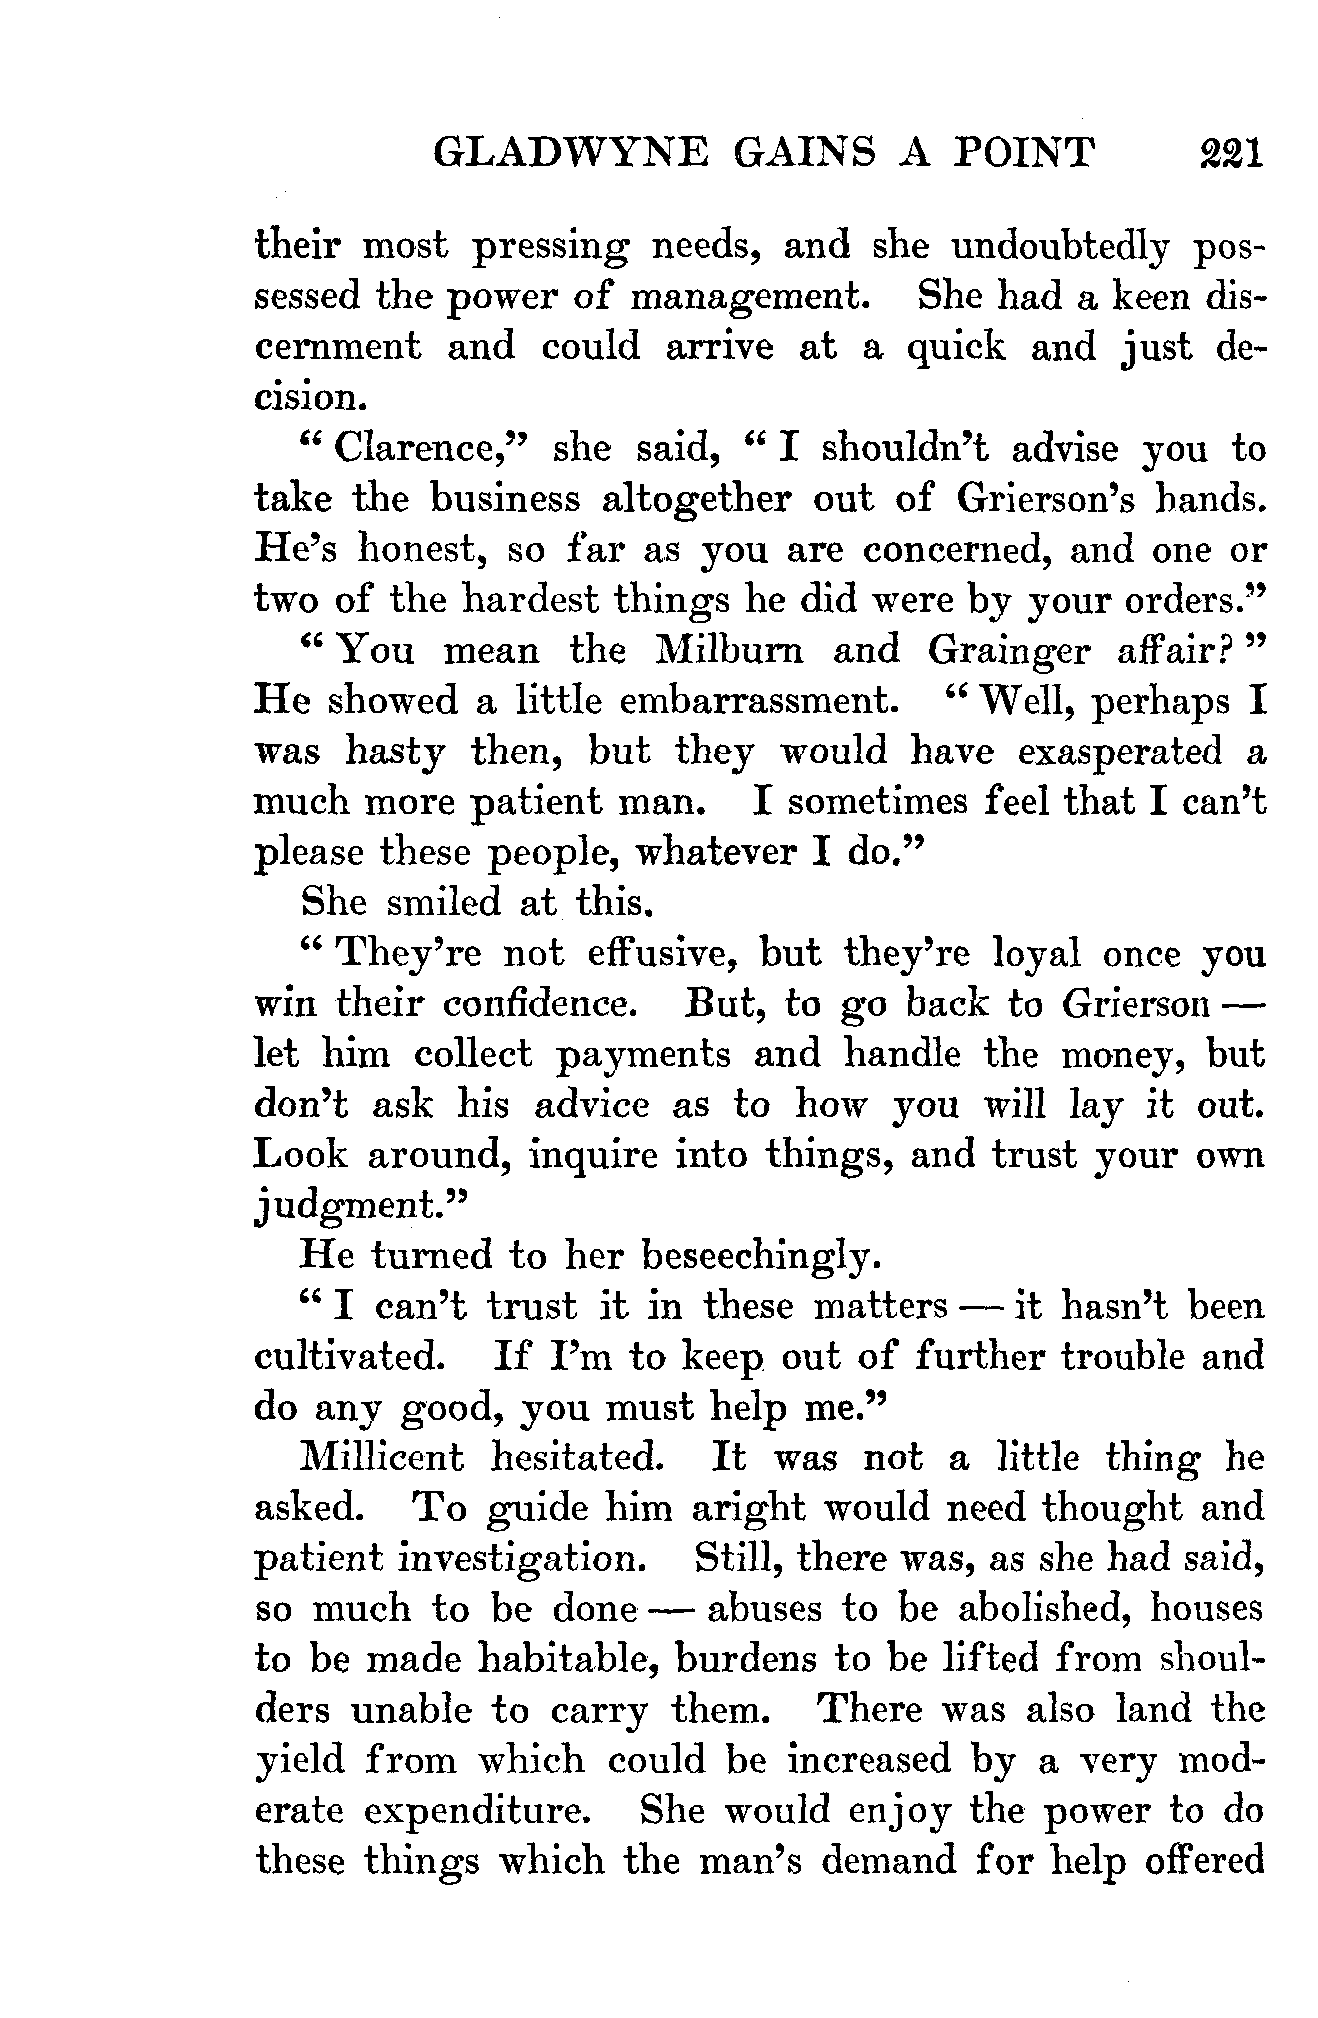 GLADWYNE GAINS A POINT 221
their most pressing needs, and she undoubtedly pos-
sessed the power of management. She had a keen dis-
cernment and could arrive at a quick and just de-
cision.
“ Clarence,” she said, “ I shouldn’t advise you to
take the business altogether out of Grierson’s hands.
He’s honest, so far as you are concerned, and one or
two of the hardest things he did were by your orders.”
“ You mean the Milburn and Grainger affair? ”
He showed a little embarrassment. “ Well, perhaps I
was hasty then, but they would have exasperated a
much more patient man. I sometimes feel that I can’t
please these people, whatever I do.”
She smiled at this.
“ They’re not effusive, but they’re loyal once you
win their confidence. But, to go back to Grierson —
let him collect payments and handle the money, but
don’t ask his advice as to how you will lay it out.
Look around, inquire into things, and trust your own
judgment.”
He turned to her beseechingly.
“ I can’t trust it in these matters — it hasn’t been
cultivated. If I’m to keep out of further trouble and
do any good, you must help me.”
Millicent hesitated. It was not a little thing he
asked. To guide him aright would need thought and
patient investigation. Still, there was, as she had said,
so much to be done — abuses to be abolished, houses
to be made habitable, burdens to be lifted from shoul-
ders unable to carry them. There was also land the
yield from which could be increased by a very mod-
erate expenditure. She would enjoy the power to do
these things which the man’s demand for help offered